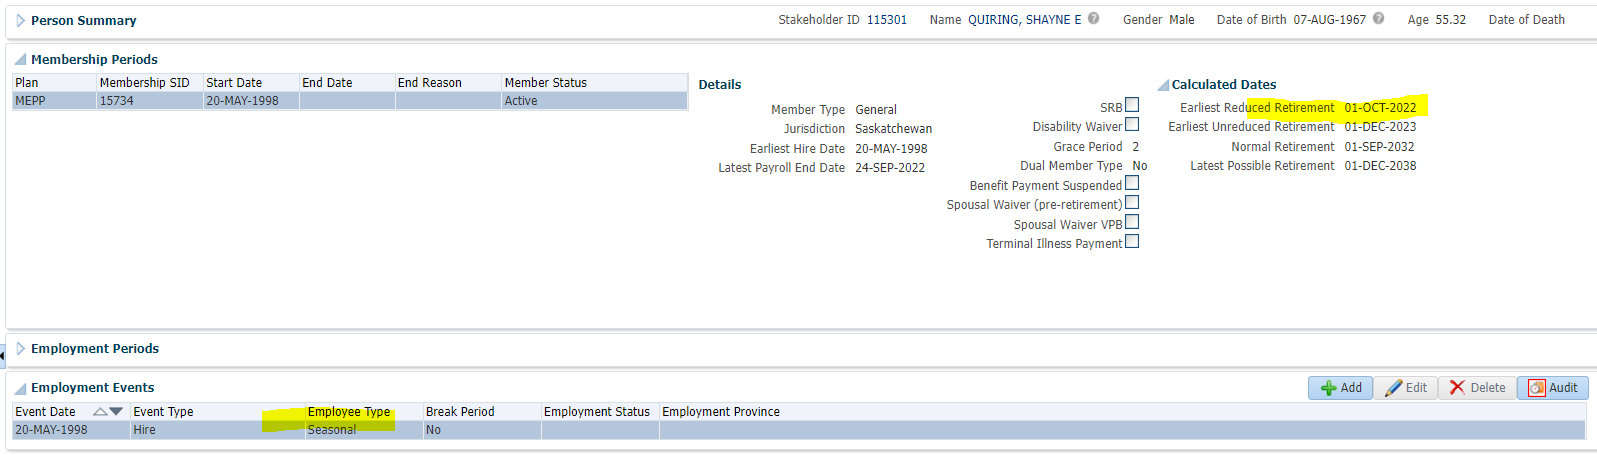 Person Summary
Stakeholder ID 115301 Name QUIRING, SHAYNE E Gender Male Date of Birth 07-AUG-1967 Age 55.32 Date of Death
Membership Periods
Plan Membership SID Start Date End Date End Reason Member Status
MEPP 15734 20-MAY-1998 Active
Details
Member Type General
Jurisdiction Saskatchewan
Earliest Hire Date 20-MAY-1998
Latest Payroll End Date 24-SEP-2022
SRB
Disability Waiver
Grace Period 2
Dual Member Type No
Benefit Payment Suspended
Spousal Waiver (pre-retirement)
Spousal Waiver VPB
Terminal Illness Payment
Calculated Dates
Earliest Reduced Retirement 01-OCT-2022
Earliest Unreduced Retirement 01-DEC-2023
Normal Retirement 01-SEP-2032
Latest Possible Retirement 01-DEC-2038
Employment Periods
Employment Events
Add Edit Delete Audit
Event Date Event Type Employee Type Break Period Employment Status Employment Province
20-MAY-1998 Hire Seasonal No